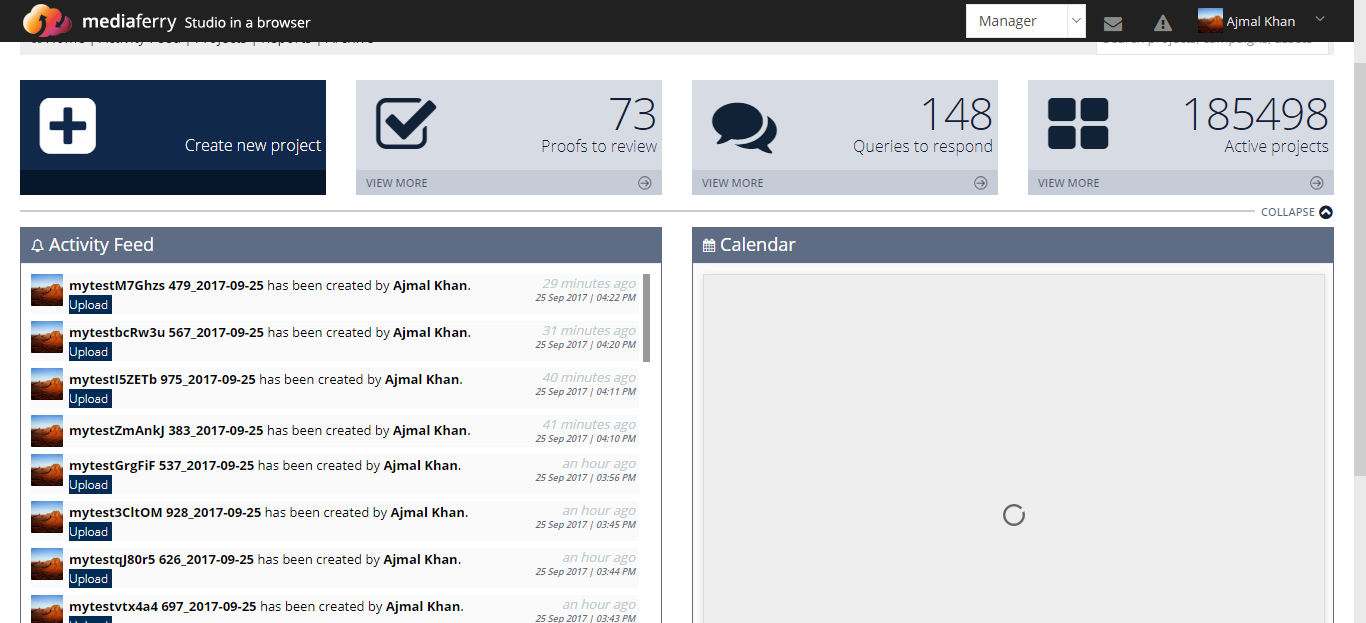 mediaferry Studio in a browser
Manager
Ajmal Khan
Create new project
73
Proofs to review
VIEW MORE
148
Queries to respond
VIEW MORE
185498
Active projects
VIEW MORE
COLLAPSE
Activity Feed
mytestM7Ghzs 479_2017-09-25 has been created by Ajmal Khan.
Upload
29 minutes ago
25 Sep 2017 | 04:22 PM
mytestbcRw3u 567_2017-09-25 has been created by Ajmal Khan.
Upload
31 minutes ago
25 Sep 2017 | 04:20 PM
mytestI5ZETb 975_2017-09-25 has been created by Ajmal Khan.
Upload
40 minutes ago
25 Sep 2017 | 04:11 PM
mytestZmAnkJ 383_2017-09-25 has been created by Ajmal Khan.
41 minutes ago
25 Sep 2017 | 04:10 PM
mytestGrgFiF 537_2017-09-25 has been created by Ajmal Khan.
Upload
an hour ago
25 Sep 2017 | 03:56 PM
mytest3CltOM 928_2017-09-25 has been created by Ajmal Khan.
Upload
an hour ago
25 Sep 2017 | 03:45 PM
mytestqJ80r5 626_2017-09-25 has been created by Ajmal Khan.
Upload
an hour ago
25 Sep 2017 | 03:44 PM
mytestvtx4a4 697_2017-09-25 has been created by Ajmal Khan.
an hour ago
25 Sep 2017 | 03:43 PM
Calendar